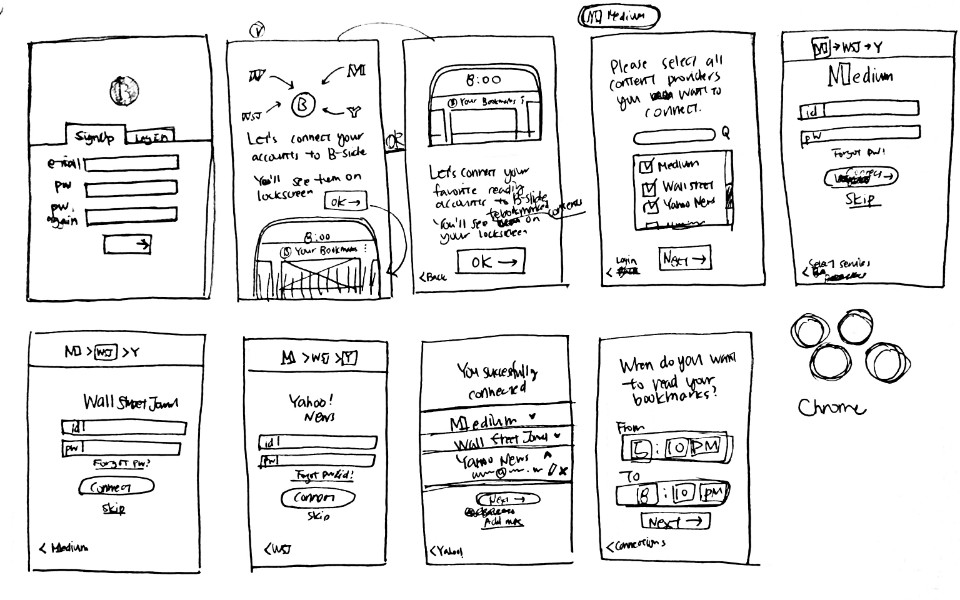 M Medium
V
B
SignUp
Log In
e-mail
pw
pw
again
→
W
M
WSJ
B
Y
Let's connect your
accounts to B-Side
You'll see them on
lockscreen
OK →
8:00
B Your Bookmarks
OR
8:00
B Your Bookmarks
Let's connect your
favorite reading
accounts to B-Slide
You'll see
bookmarked
contents
on
your lockscreen
OK →
< Back
Please select all
content providers
you want to
connect.
Q
Medium
Wall street
Yahoo News
Next →
< Login
M → WSJ → Y
Medium
id
pw
Forgot pw?
Connect →
Skip
< Select services
M > WSJ > Y
Wall Street Journal
id
pw
Forgot pw?
Connect
Skip
< Medium
M > WSJ > Y
Yahoo!
News
id
pw
Connect
Skip
< WSJ
You succesfully
connected
Medium
Wall Street Journal
Yahoo News
Next →
Add more
< Yahoo!
When do you want
to read your
bookmarks?
From
5 : 10 PM
To
8 : 10 PM
Next →
< Connections
Chrome